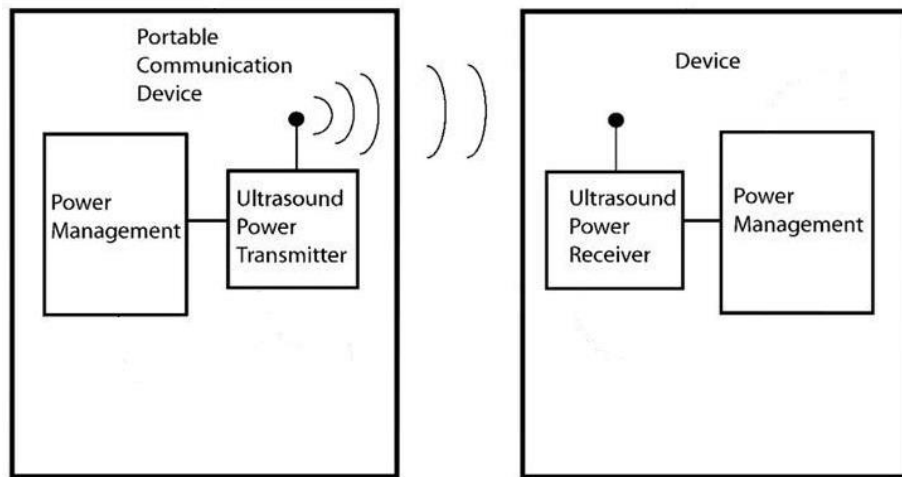 Portable
Communication
Device
Power
Management
Ultrasound
Power
Transmitter
Device
Ultrasound
Power
Receiver
Power
Management